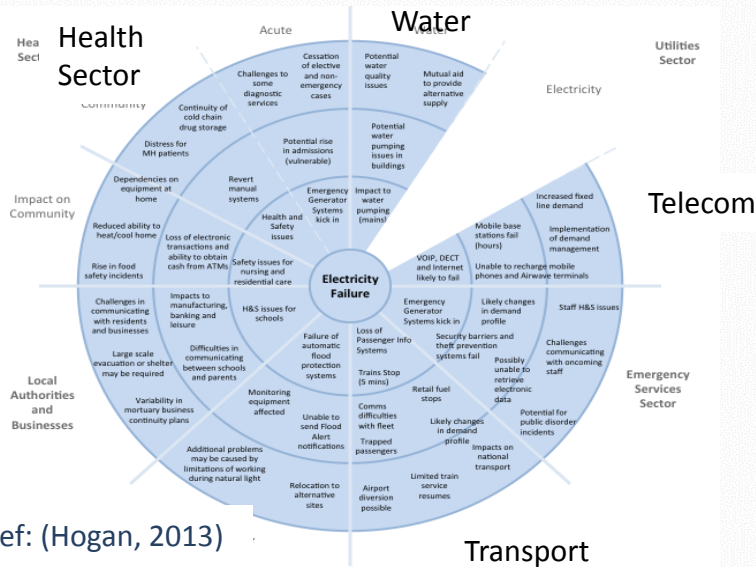 Health
Sector
Water
Telecom
Transport
ef: (Hogan, 2013)
Hea
Sect
Community
Acute
Water
Utilities
Sector
Electricity
Impact on
Community
Local
Authorities
and
Businesses
Emergency
Services
Sector
Electricity
Failure
Challenges to
some
diagnostic
services
Cessation
of elective
and non-
emergency
cases
Continuity of
cold chain
drug storage
Distress for
MH patients
Potential rise
in admissions
(vulnerable)
Revert
manual
systems
Emergency
Generator
Systems
kick in
Health and
Safety
issues
Potential
water
quality
issues
Mutual aid
to provide
alternative
supply
Potential
water
pumping
issues in
buildings
Impact to
water
pumping
(mains)
Increased fixed
line demand
Implementation
of demand
management
Mobile base
stations fail
(hours)
Unable to recharge mobile
phones and Airwave terminals
VOIP, DECT
and Internet
likely to fail
Staff H&S issues
Challenges
communicating
with oncoming
staff
Potential for
public disorder
incidents
Likely changes
in demand
profile
Possibly
unable to
retrieve
electronic
data
Emergency
Generator
Systems kick in
Security barriers and
theft prevention
systems fail
Loss of
Passenger Info
Systems
Trains Stop
(5 mins)
Retail fuel
stops
Comms
difficulties
with fleet
Trapped
passengers
Likely changes
in demand
profile
Impacts on
national
transport
Limited train
service
resumes
Airport
diversion
possible
Failure of
automatic
flood
protection
systems
Monitoring
equipment
affected
Unable to
send Flood
Alert
notifications
Additional problems
may be caused by
limitations of working
during natural light
Relocation to
alternative
sites
H&S issues for
schools
Impacts to
manufacturing,
banking and
leisure
Difficulties in
communicating
between schools
and parents
Challenges in
communicating
with residents
and businesses
Large scale
evacuation or shelter
may be required
Variability in
mortuary business
continuity plans
Dependencies on
equipment at
home
Reduced ability to
heat/cool home
Rise in food
safety incidents
Loss of electronic
transactions and
ability to obtain
cash from ATMs
Safety issues for
nursing and
residential care